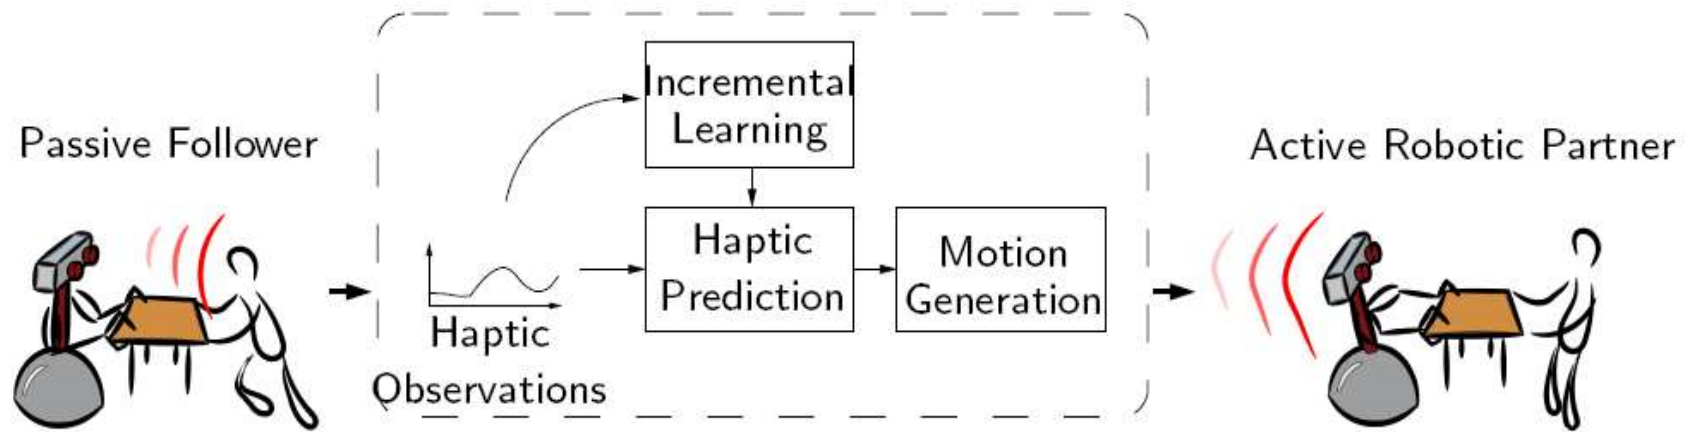 Passive Follower
Incremental
Learning
Haptic
Observations
Haptic
Prediction
Motion
Generation
Active Robotic Partner